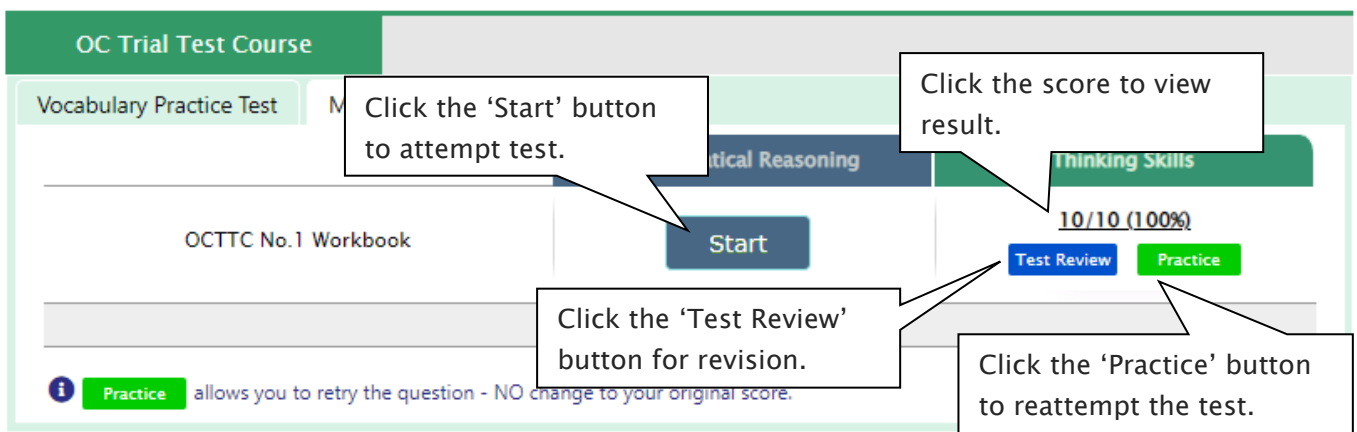 OC Trial Test Course
Vocabulary Practice Test
Click the ‘Start’ button
to attempt test.
Click the score to view
result.
Reasoning
Thinking Skills
OCTTC No.1 Workbook
Start
10/10 (100%)
Test Review
Practice
Click the ‘Test Review’
button for revision.
Click the ‘Practice’ button
to reattempt the test.
Practice allows you to retry the question - NO change to your original score.